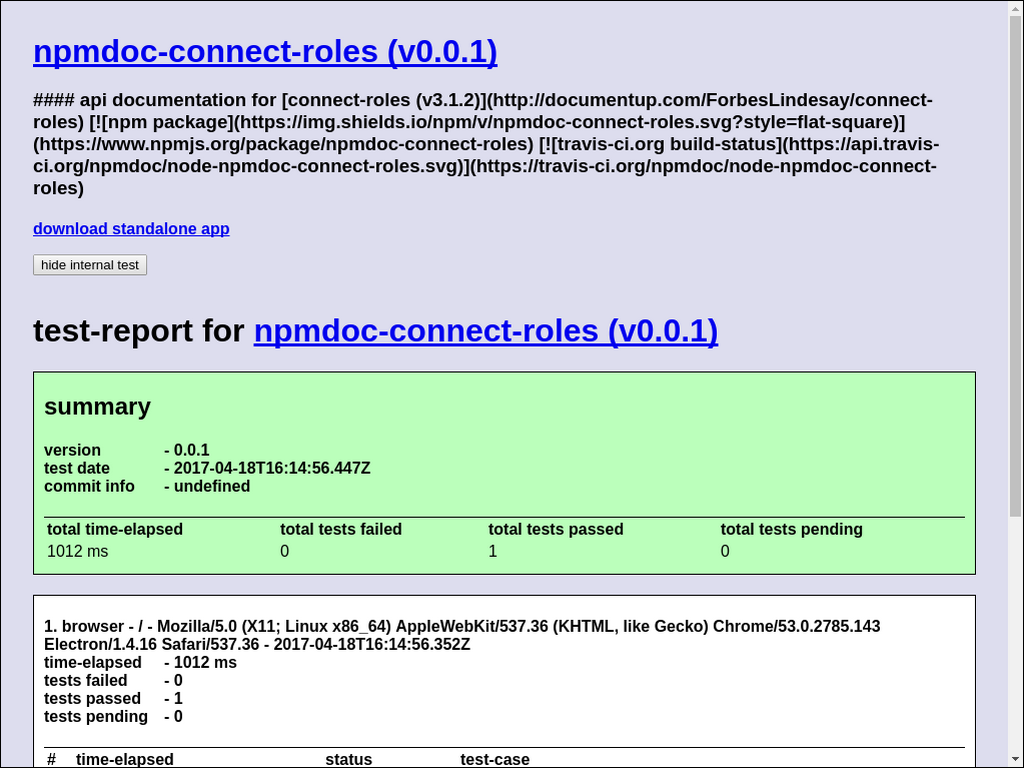 npmdoc-connect-roles (v0.0.1)
#### api documentation for [connect-roles (v3.1.2)](http://documentup.com/ForbesLindesay/connect-
roles) [![npm package](https://img.shields.io/npm/v/npmdoc-connect-roles.svg?style=flat-square)]
(https://www.npmjs.org/package/npmdoc-connect-roles) [![travis-ci.org build-status](https://api.travis-
ci.org/npmdoc/node-npmdoc-connect-roles.svg)](https://travis-ci.org/npmdoc/node-npmdoc-connect-
roles)
download standalone app
hide internal test
test-report for npmdoc-connect-roles (v0.0.1)
summary
version - 0.0.1
test date - 2017-04-18T16:14:56.447Z
commit info - undefined
total time-elapsed total tests failed total tests passed total tests pending
1012 ms 0 1 0
1. browser - / - Mozilla/5.0 (X11; Linux x86_64) AppleWebKit/537.36 (KHTML, like Gecko) Chrome/53.0.2785.143
Electron/1.4.16 Safari/537.36 - 2017-04-18T16:14:56.352Z
time-elapsed - 1012 ms
tests failed - 0
tests passed - 1
tests pending - 0
# time-elapsed status test-case